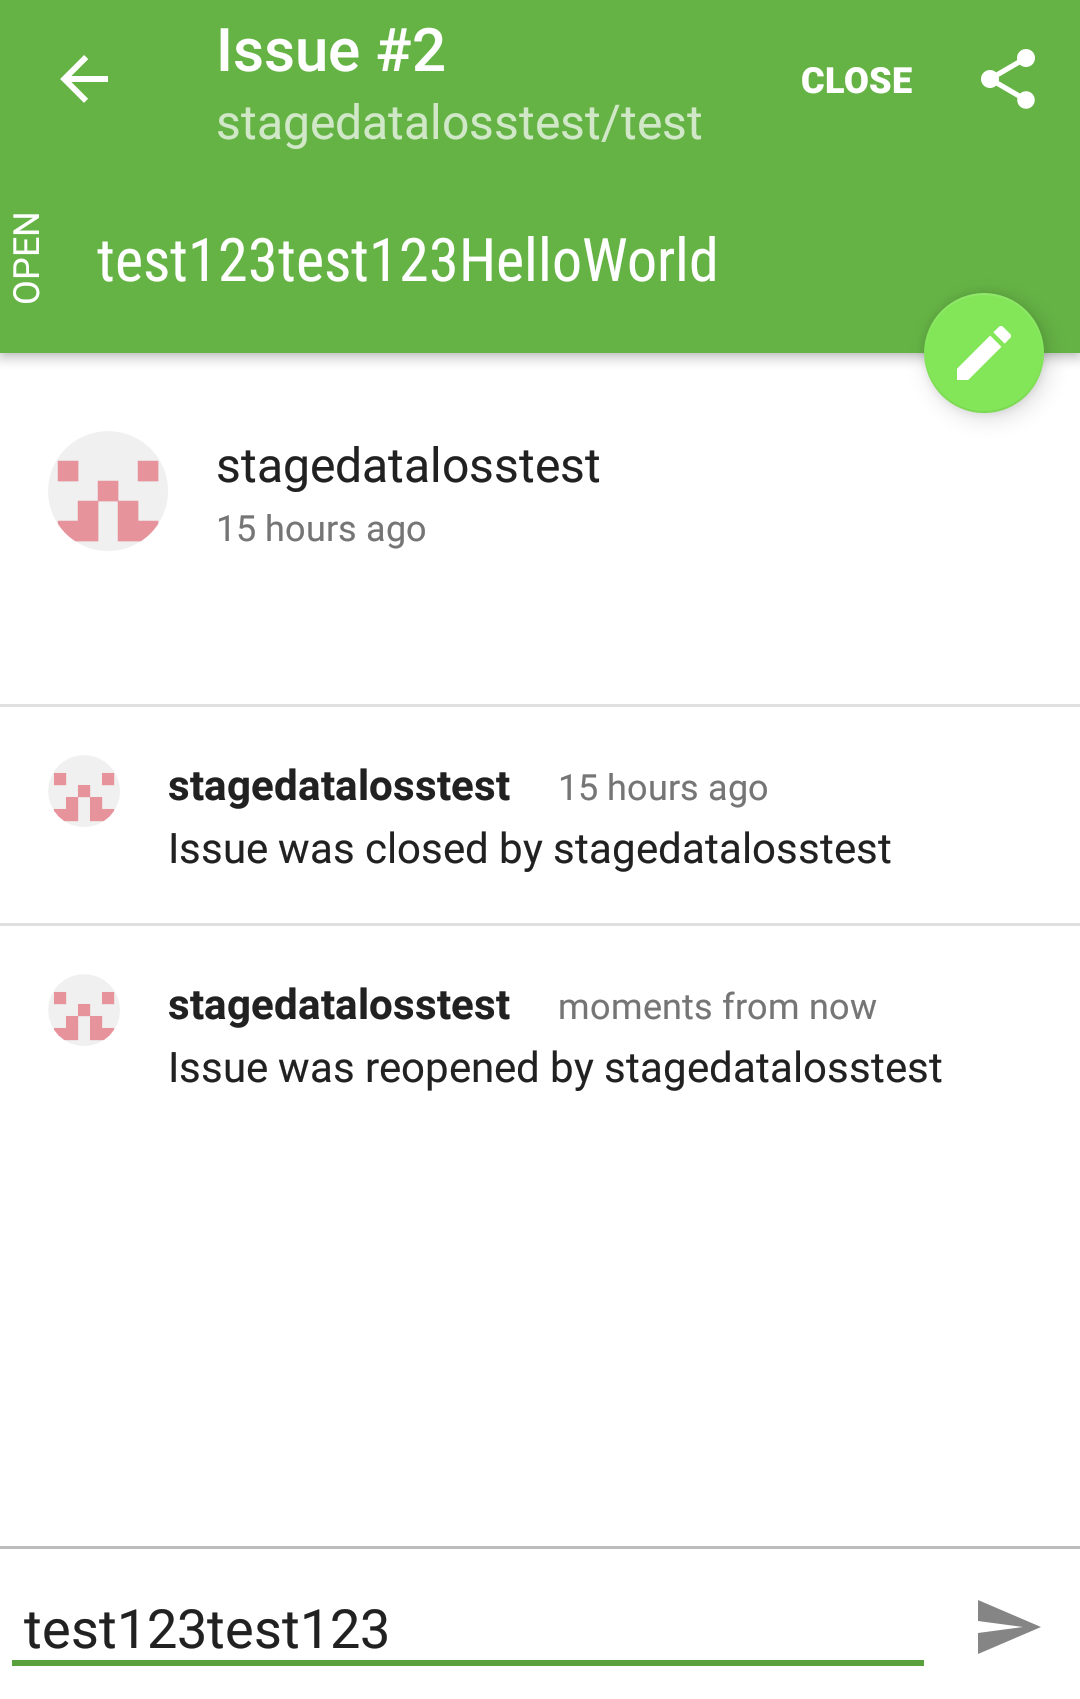 Issue #2
stagedatalosstest/test
CLOSE
OPEN
test123test123HelloWorld
stagedatalosstest
15 hours ago
stagedatalosstest 15 hours ago
Issue was closed by stagedatalosstest
stagedatalosstest moments from now
Issue was reopened by stagedatalosstest
test123test123